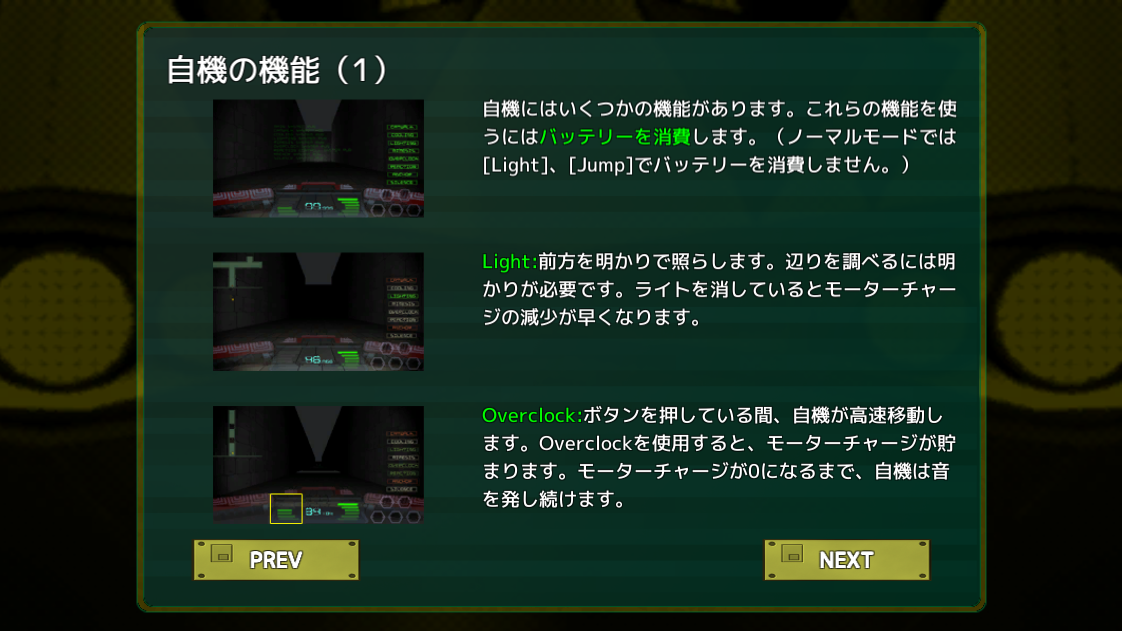 自機の機能（1）
自機にはいくつかの機能があります。これらの機能を使
うにはバッテリーを消費します。（ノーマルモードでは
[Light]、[Jump]でバッテリーを消費しません。）
Light:前方を明かりで照らします。辺りを調べるには明
かりが必要です。ライトを消しているとモーターチャー
ジの減少が早くなります。
Overclock:ボタンを押している間、自機が高速移動し
ます。Overclockを使用すると、モーターチャージが貯
まります。モーターチャージが0になるまで、自機は音
を発し続けます。
PREV
NEXT